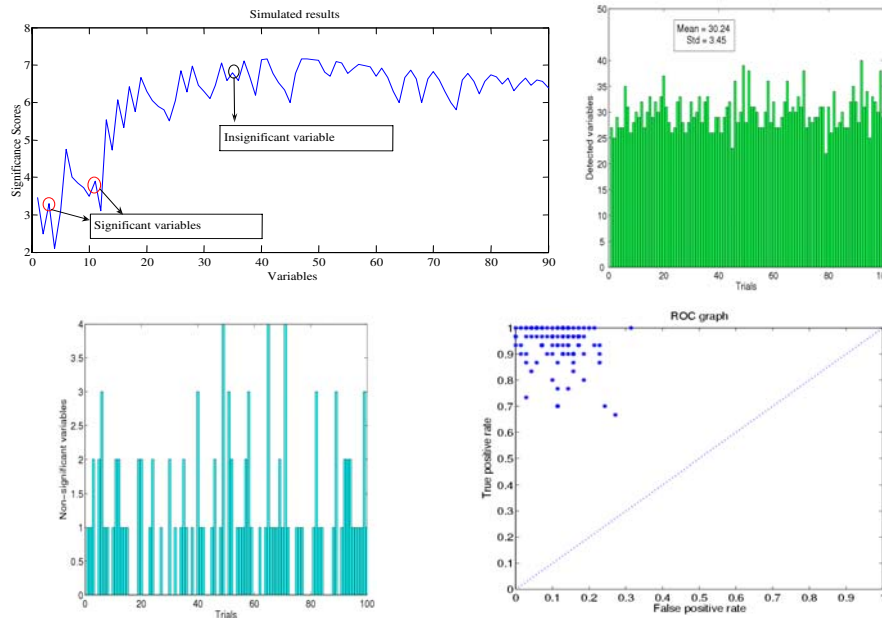 Simulated results
8
7
6
5
4
3
2
Significance Scores
Insignificant variable
Significant variables
0 10 20 30 40 50 60 70 80 90
Variables
50
45
40
35
30
25
20
15
10
5
0
Detected variables
Mean = 30.24
Std = 3.45
0 20 40 60 80 100
Trials
4
3.5
3
2.5
2
1.5
1
0.5
0
Non-significant variables
0 20 40 60 80 100
Trials
ROC graph
1
0.9
0.8
0.7
0.6
0.5
0.4
0.3
0.2
0.1
0
True positive rate
0 0.1 0.2 0.3 0.4 0.5 0.6 0.7 0.8 0.9
False positive rate